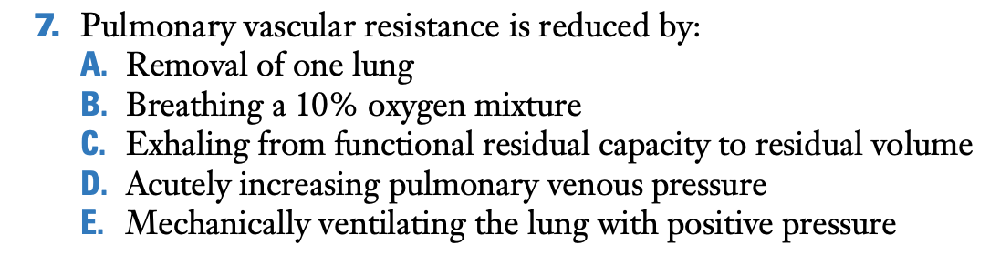 7. Pulmonary vascular resistance is reduced by:
A. Removal of one lung
B. Breathing a 10% oxygen mixture
C. Exhaling from functional residual capacity to residual volume
D. Acutely increasing pulmonary venous pressure
E. Mechanically ventilating the lung with positive pressure